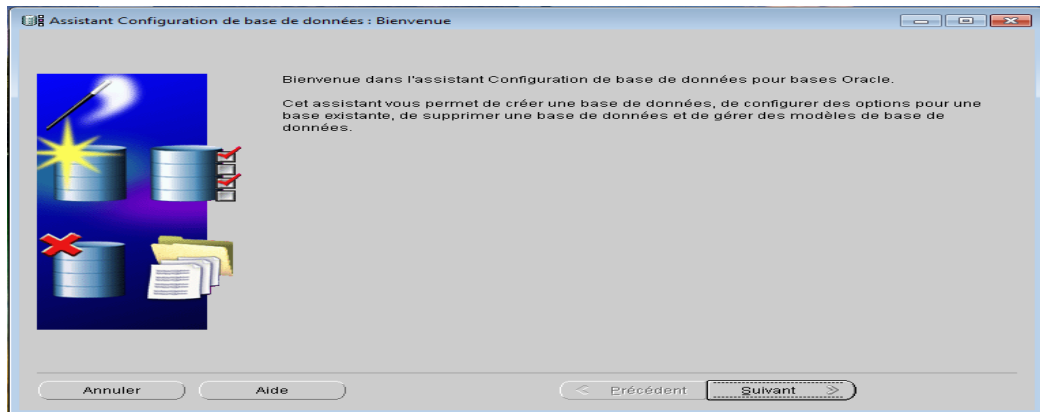 Assistant Configuration de base de données : Bienvenue
Bienvenue dans l'assistant Configuration de base de données pour bases Oracle.
Cet assistant vous permet de créer une base de données, de configurer des options pour une
base existante, de supprimer une base de données et de gérer des modèles de base de
données.
Annuler
Aide
Précédent
Suivant